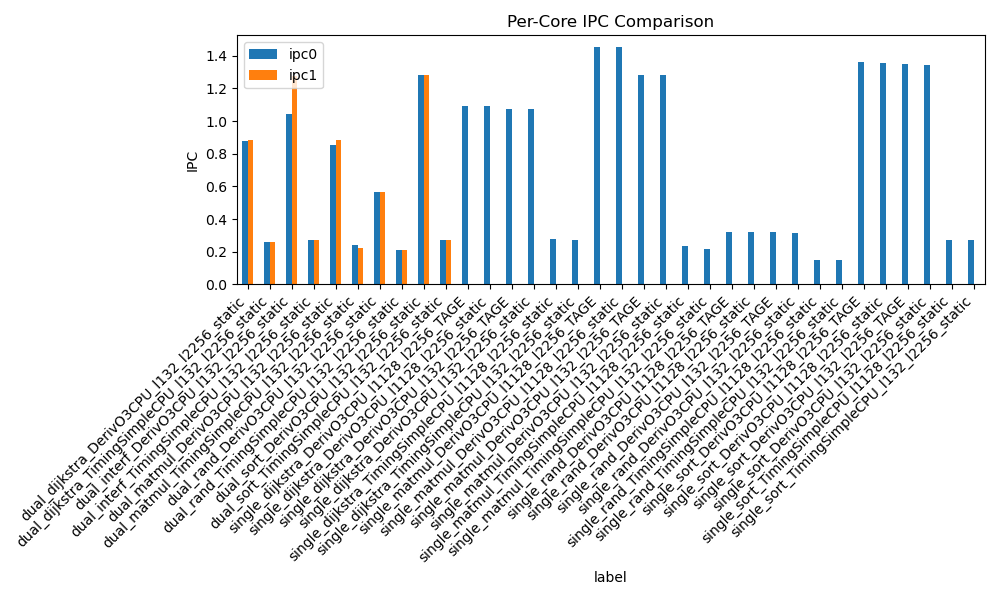 Per-Core IPC Comparison
ipc0
ipc1
IPC
1.4
1.2
1.0
0.8
0.6
0.4
0.2
0.0
dual_dijkstra_DerivO3CPU_l132_l2256_static
dual_dijkstra_TimingSimpleCPU_l132_l2256_static
dual_interf_DerivO3CPU_l132_l2256_static
dual_interf_TimingSimpleCPU_l132_l2256_static
dual_matmul_DerivO3CPU_l132_l2256_static
dual_matmul_TimingSimpleCPU_l132_l2256_static
dual_rand_DerivO3CPU_l132_l2256_static
dual_rand_TimingSimpleCPU_l132_l2256_static
dual_sort_DerivO3CPU_l132_l2256_static
dual_sort_TimingSimpleCPU_l132_l2256_static
single_dijkstra_DerivO3CPU_l1128_l2256_TAGE
single_dijkstra_DerivO3CPU_l1128_l2256_static
single_dijkstra_DerivO3CPU_l132_l2256_TAGE
single_dijkstra_DerivO3CPU_l132_l2256_static
single_dijkstra_TimingSimpleCPU_l1128_l2256_static
single_dijkstra_TimingSimpleCPU_l132_l2256_static
single_matmul_DerivO3CPU_l1128_l2256_TAGE
single_matmul_DerivO3CPU_l1128_l2256_static
single_matmul_DerivO3CPU_l132_l2256_TAGE
single_matmul_DerivO3CPU_l132_l2256_static
single_matmul_TimingSimpleCPU_l1128_l2256_static
single_matmul_TimingSimpleCPU_l132_l2256_static
single_rand_DerivO3CPU_l1128_l2256_TAGE
single_rand_DerivO3CPU_l1128_l2256_static
single_rand_DerivO3CPU_l132_l2256_TAGE
single_rand_DerivO3CPU_l132_l2256_static
single_rand_TimingSimpleCPU_l1128_l2256_static
single_rand_TimingSimpleCPU_l132_l2256_static
single_sort_DerivO3CPU_l1128_l2256_TAGE
single_sort_DerivO3CPU_l1128_l2256_static
single_sort_DerivO3CPU_l132_l2256_TAGE
single_sort_DerivO3CPU_l132_l2256_static
single_sort_TimingSimpleCPU_l1128_l2256_static
single_sort_TimingSimpleCPU_l132_l2256_static
label